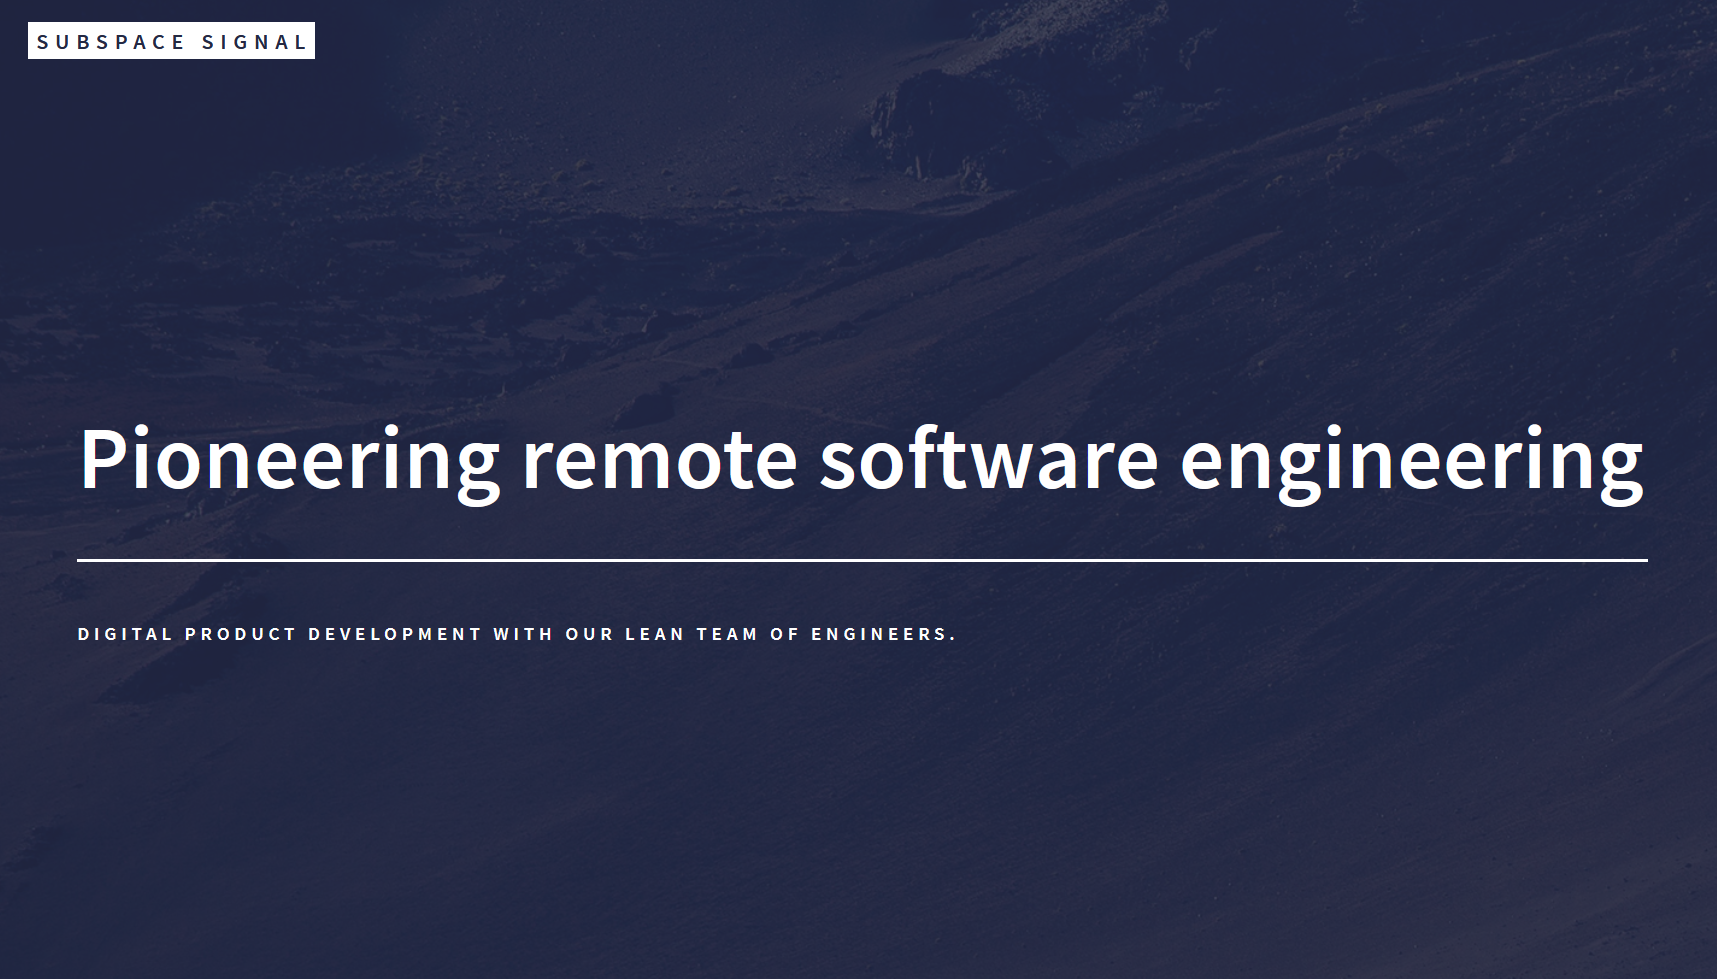 SUBSPACE SIGNAL
Pioneering remote software engineering
DIGITAL PRODUCT DEVELOPMENT WITH OUR LEAN TEAM OF ENGINEERS.